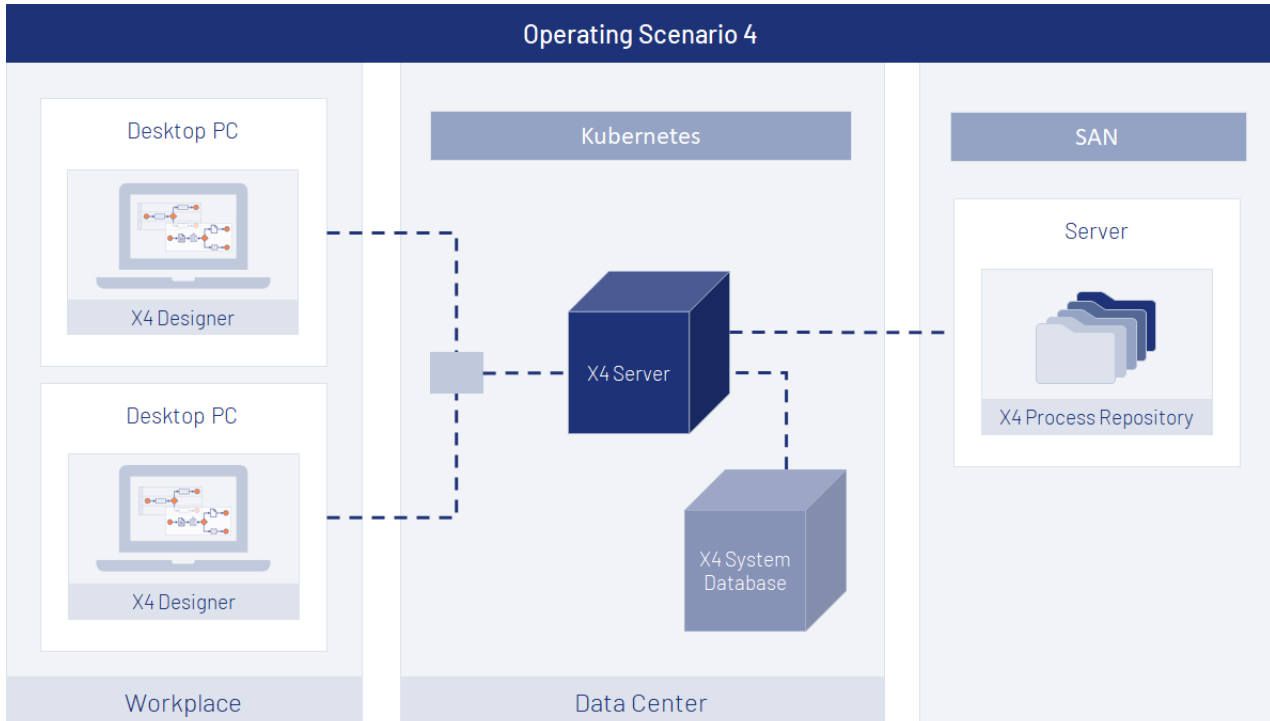 Operating Scenario 4
Desktop PC
X4 Designer
Desktop PC
X4 Designer
Workplace
Kubernetes
X4 Server
X4 System
Database
Data Center
SAN
Server
X4 Process Repository